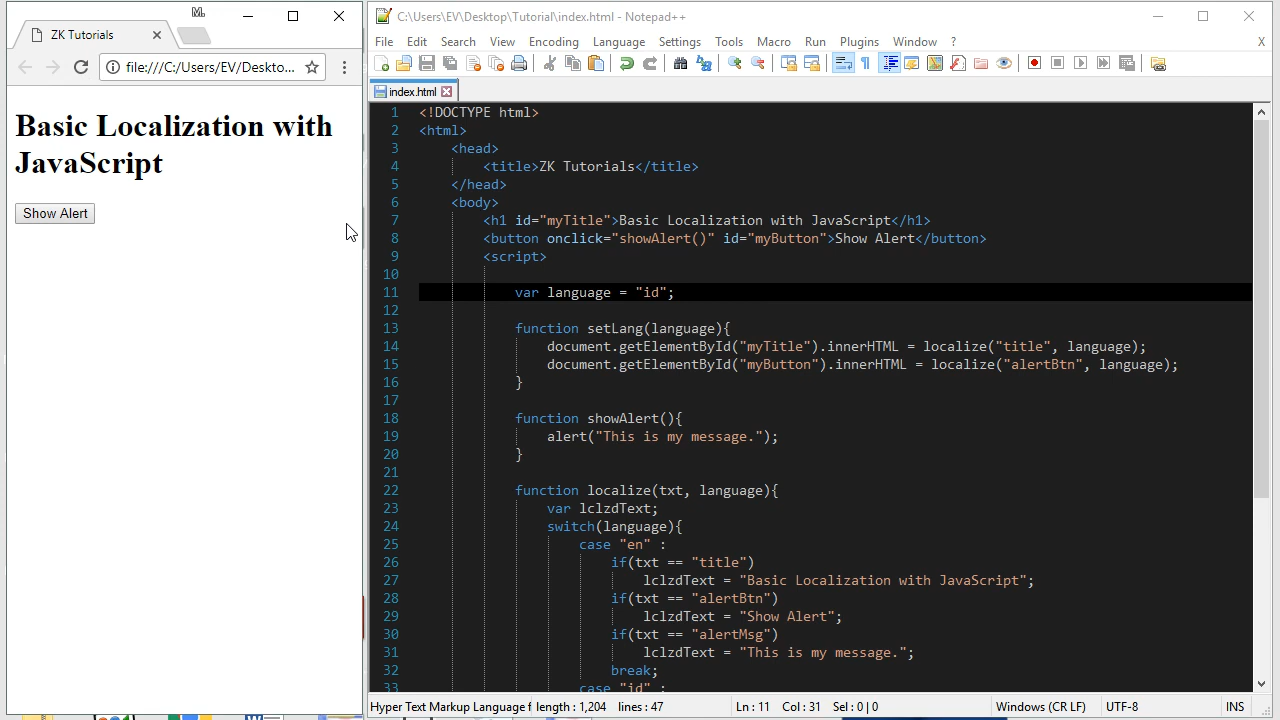 ZK Tutorials
file:///C:/Users/EV/Deskto...
Basic Localization with
JavaScript
Show Alert
C:\Users\EV\Desktop\Tutorial\index.html - Notepad++
File Edit Search View Encoding Language Settings Tools Macro Run Plugins Window ? X
index.html
1 <!DOCTYPE html>
2 <html>
3 <head>
4 <title>ZK Tutorials</title>
5 </head>
6 <body>
7 <h1 id="myTitle">Basic Localization with JavaScript</h1>
8 <button onclick="showAlert()" id="myButton">Show Alert</button>
9 <script>
10
11 var language = "id";
12
13 function setLang(language){
14 document.getElementById("myTitle").innerHTML = localize("title", language);
15 document.getElementById("myButton").innerHTML = localize("alertBtn", language);
16 }
17
18 function showAlert(){
19 alert("This is my message.");
20 }
21
22 function localize(txt, language){
23 var lclzdText;
24 switch(language){
25 case "en" :
26 if(txt == "title")
27 lclzdText = "Basic Localization with JavaScript";
28 if(txt == "alertBtn")
29 lclzdText = "Show Alert";
30 if(txt == "alertMsg")
31 lclzdText = "This is my message.";
32 break;
33 case "id" :
Hyper Text Markup Language f length : 1,204 lines : 47 Ln : 11 Col : 31 Sel : 0 | 0 Windows (CR LF) UTF-8 INS